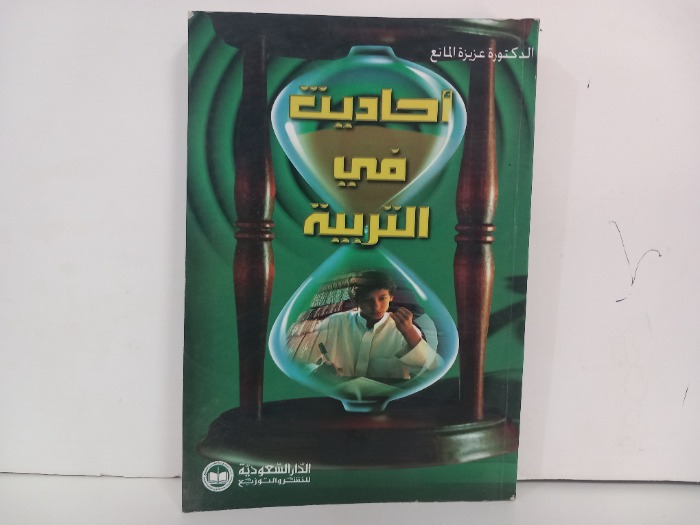 الدكتورة عزيزة المانع
أحاديث
في
التربية
الدار السعودية
للنشر والتوزيع